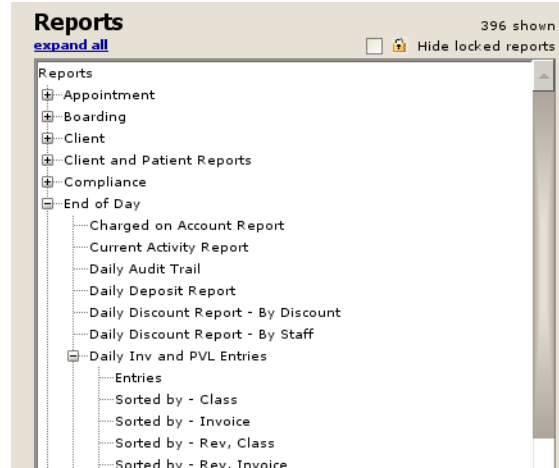 Reports
396 shown
expand all
Hide locked reports
Reports
Appointment
Boarding
Client
Client and Patient Reports
Compliance
End of Day
Charged on Account Report
Current Activity Report
Daily Audit Trail
Daily Deposit Report
Daily Discount Report - By Discount
Daily Discount Report - By Staff
Daily Inv and PVL Entries
Entries
Sorted by - Class
Sorted by - Invoice
Sorted by - Rev, Class
Sorted by - Rev, Invoice